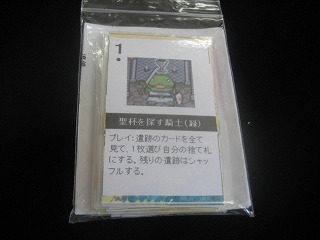 1
聖杯を探す騎士(緑)
プレイ:遺跡のカードを全て
見て、1枚選び自分の捨て札
にする。残りの遺跡はシャッ
フルする。